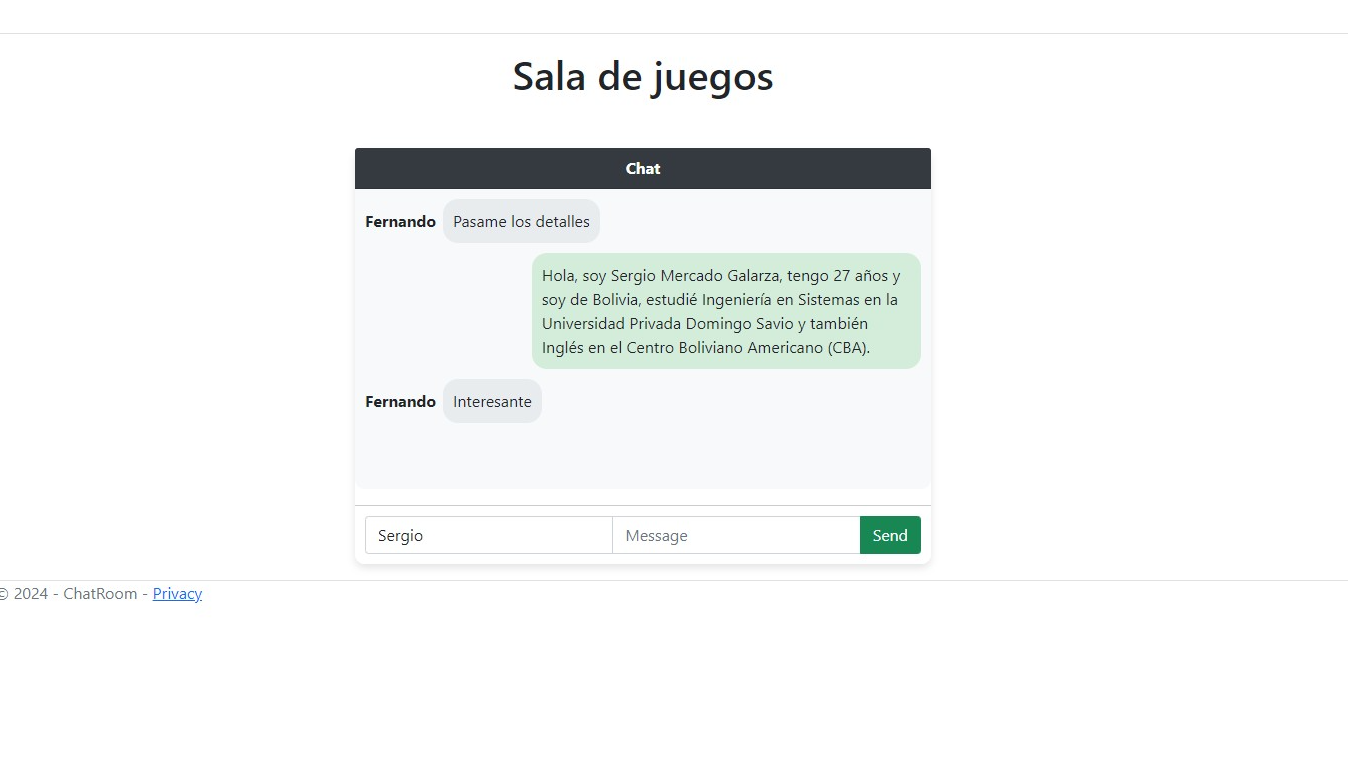 Sala de juegos
Chat
Fernando Pasame los detalles
Hola, soy Sergio Mercado Galarza, tengo 27 años y
soy de Bolivia, estudié Ingeniería en Sistemas en la
Universidad Privada Domingo Savio y también
Inglés en el Centro Boliviano Americano (CBA).
Fernando Interesante
Sergio Message Send
© 2024 - ChatRoom - Privacy